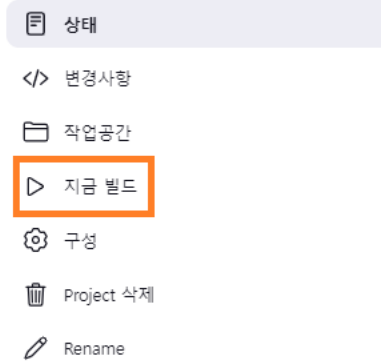 상태
변경사항
작업공간
지금 빌드
구성
Project 삭제
Rename